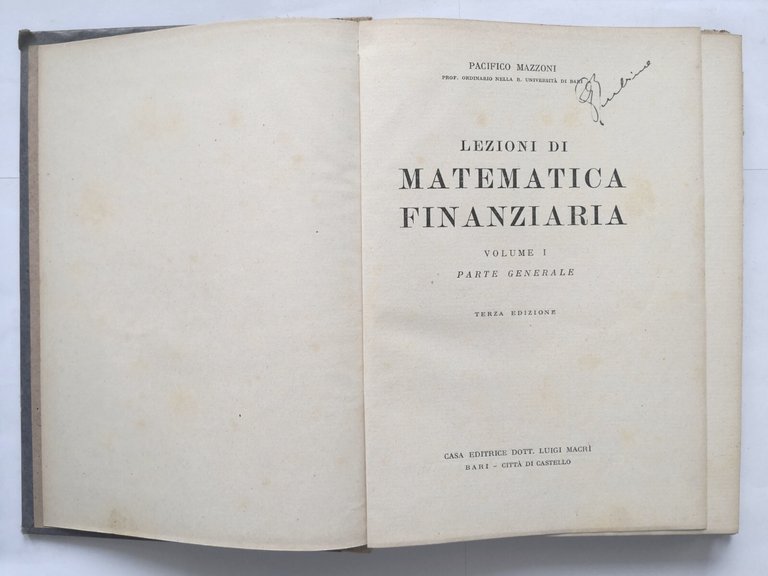 PACIFICO MAZZONI
PROF. ORDINARIO NELLA R. UNIVERSITÀ DI BARI
LEZIONI DI
MATEMATICA
FINANZIARIA
VOLUME I
PARTE GENERALE
TERZA EDIZIONE
CASA EDITRICE DOTT. LUIGI MACRÌ
BARI - CITTÀ DI CASTELLO